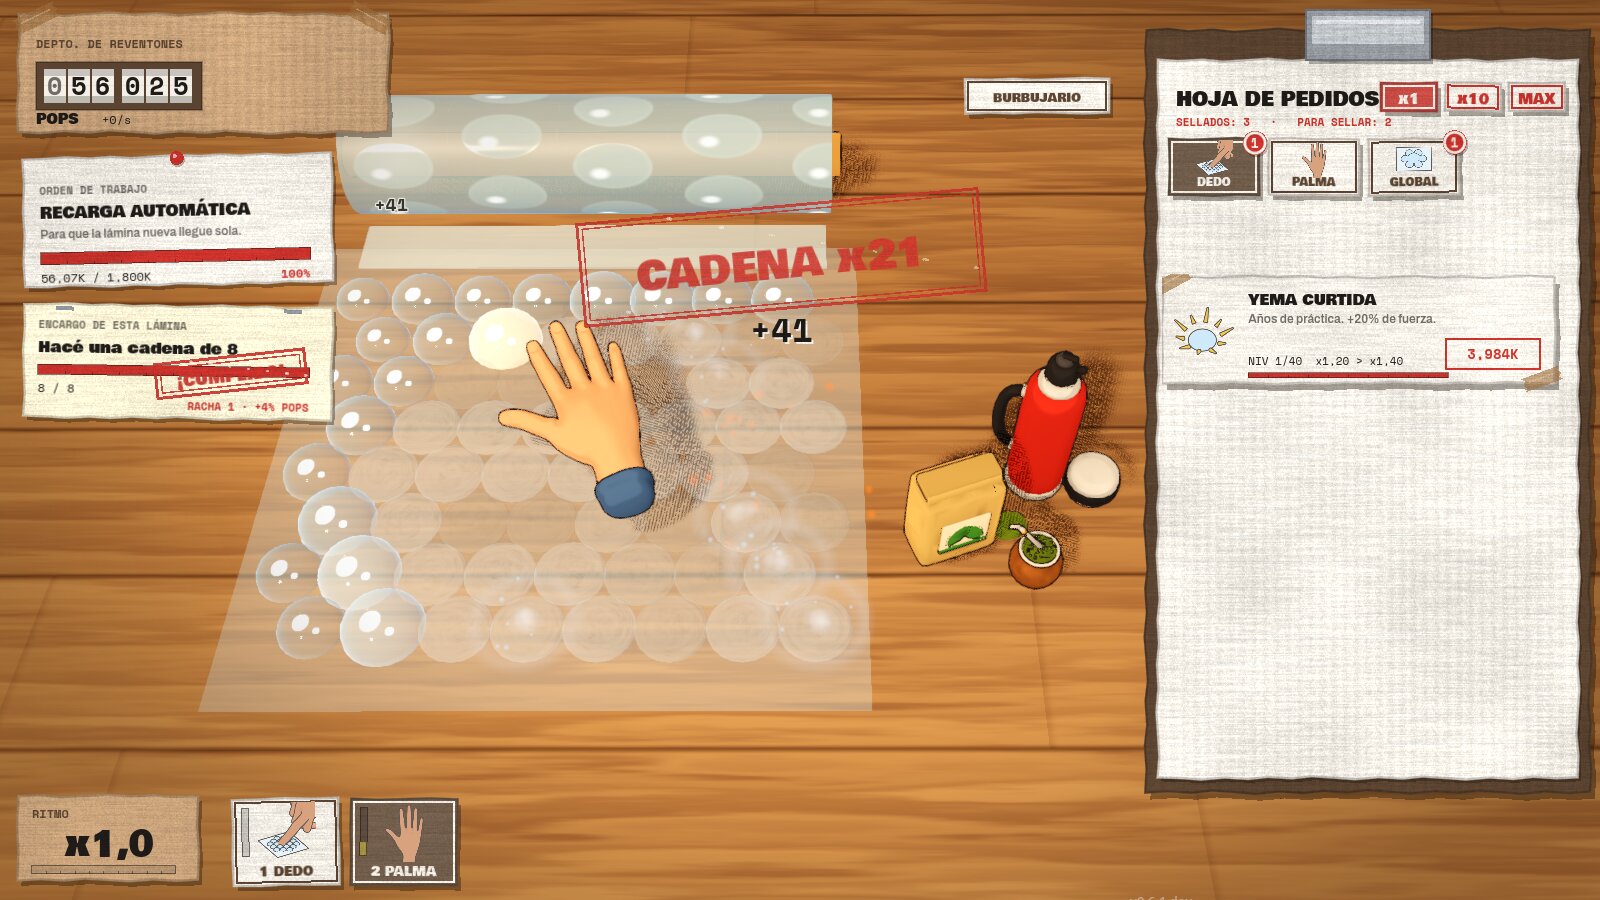 DEPTO. DE REVENTONES
056 025
POPS +0/s
ORDEN DE TRABAJO
RECARGA AUTOMÁTICA
Para que la lámina nueva llegue sola.
56,07K / 1,800K 100%
ENCARGO DE ESTA LÁMINA
Hacé una cadena de 8
8 / 8
RACHA 1 · +4% POPS
+41
CADENA x21
+41
BURBUJARIO
HOJA DE PEDIDOS
x1
x10
MAX
SELLADOS: 3 · PARA SELLAR: 2
1
1
DEDO
PALMA
GLOBAL
YEMA CURTIDA
Años de práctica. +20% de fuerza.
NIV 1/40 x1,20 > x1,40
3,984K
RITMO
x1,0
1 DEDO
2 PALMA